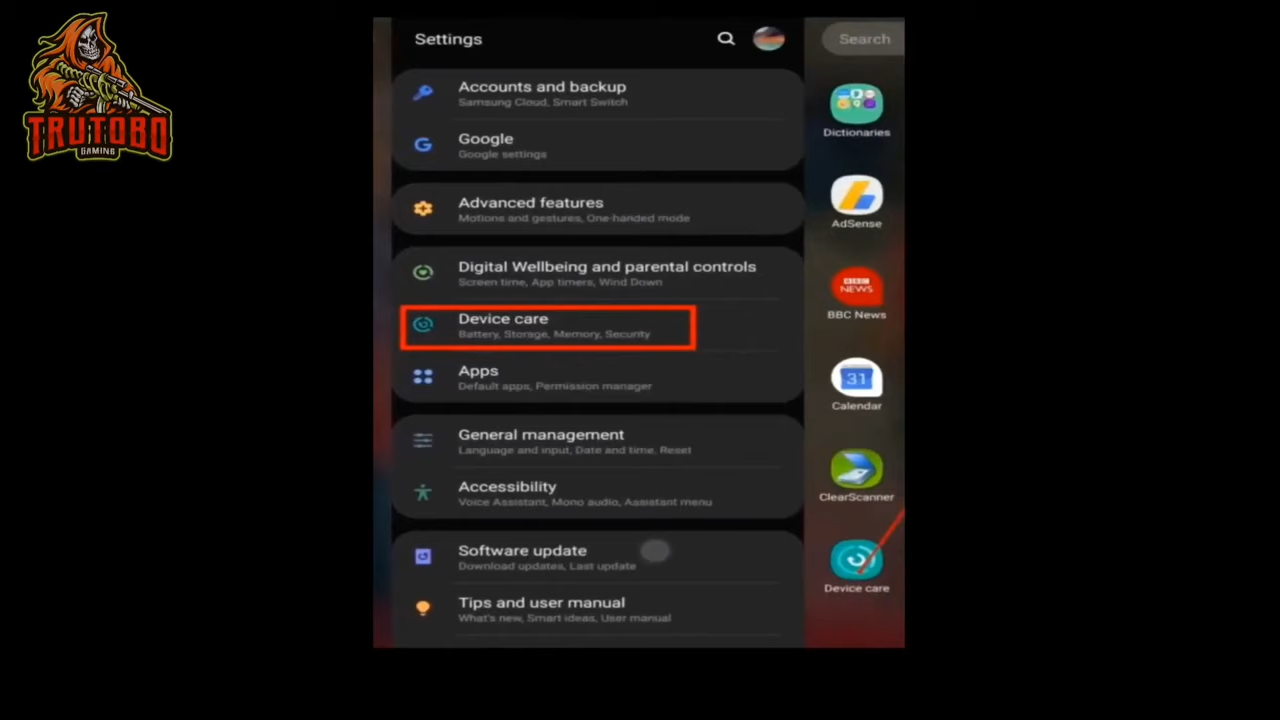 TRUTOBO
GAMING
Settings
Accounts and backup
Samsung Cloud, Smart Switch
Google
Google settings
Advanced features
Motions and gestures, One-handed mode
Digital Wellbeing and parental controls
Screen time, App timers, Wind Down
Device care
Battery, Storage, Memory, Security
Apps
Default apps, Permission manager
General management
Language and input, Date and time, Reset
Accessibility
Voice Assistant, Mono audio, Assistant menu
Software update
Download updates, Last update
Tips and user manual
What's new, Smart ideas, User manual
Search
Dictionaries
AdSense
BBC
NEWS
BBC News
31
Calendar
ClearScanner
Device care